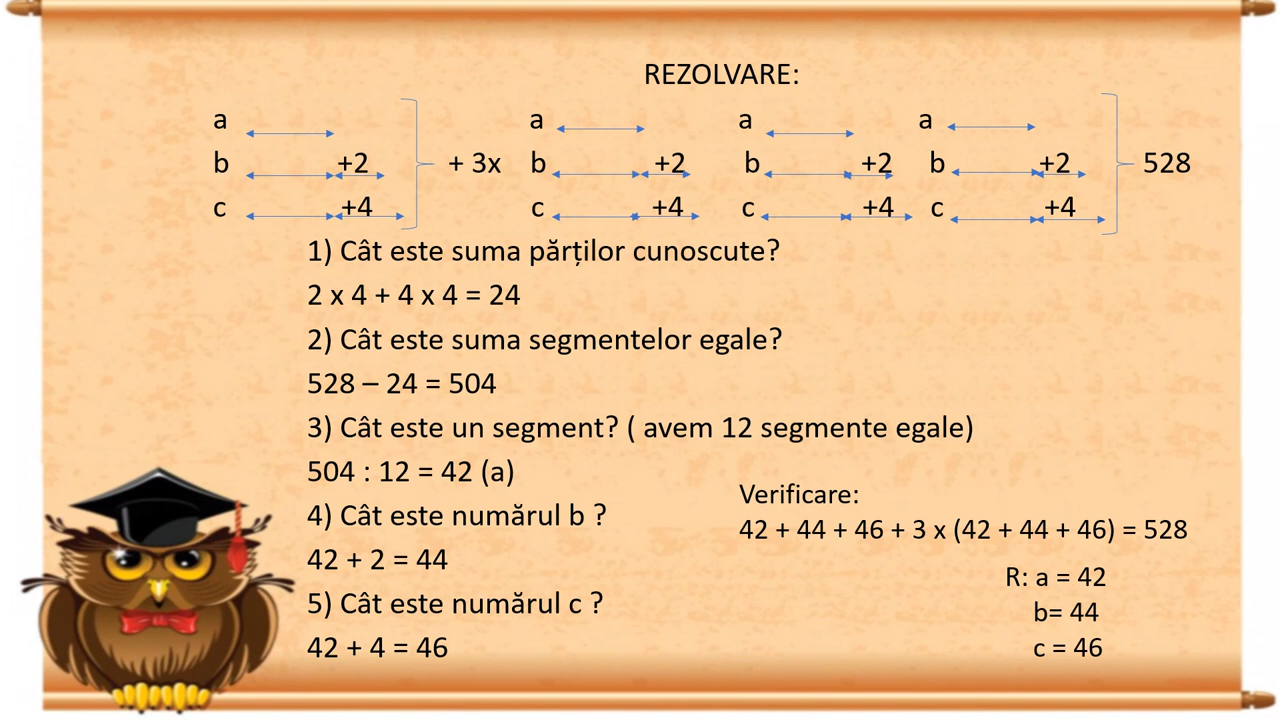 REZOLVARE:
a a a a
b +2 + 3x b +2 b +2 b +2 528
c +4 c +4 c +4 c +4
1) Cât este suma părților cunoscute?
2 x 4 + 4 x 4 = 24
2) Cât este suma segmentelor egale?
528 – 24 = 504
3) Cât este un segment? ( avem 12 segmente egale)
504 : 12 = 42 (a)
4) Cât este numărul b ?
42 + 2 = 44
5) Cât este numărul c ?
42 + 4 = 46
Verificare:
42 + 44 + 46 + 3 x (42 + 44 + 46) = 528
R: a = 42
b= 44
c = 46